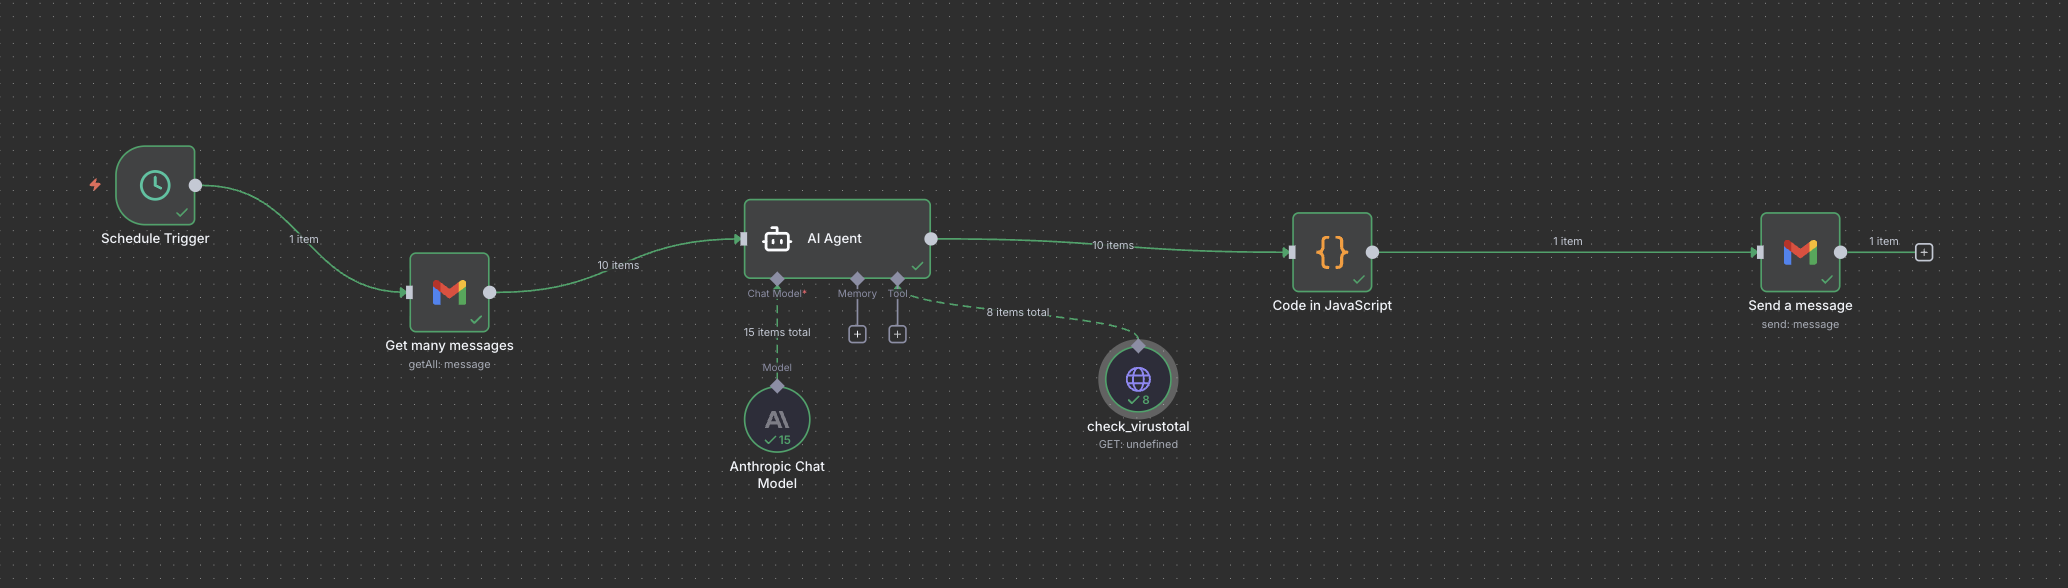 Schedule Trigger
1 item
Get many messages
getAll: message
10 items
AI Agent
Chat Model*
Memory
Tool
15 items total
Model
Anthropic Chat
Model
15
8 items total
8
check_virustotal
GET: undefined
10 items
{}
Code in JavaScript
1 item
Send a message
send: message
1 item